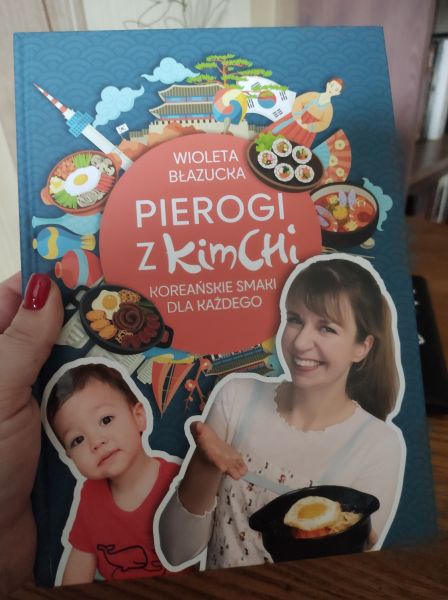 WIOLETA
BŁAZUCKA
PIEROGI
Z KIMCHI
KOREAŃSKIE SMAKI
DLA KAŻDEGO